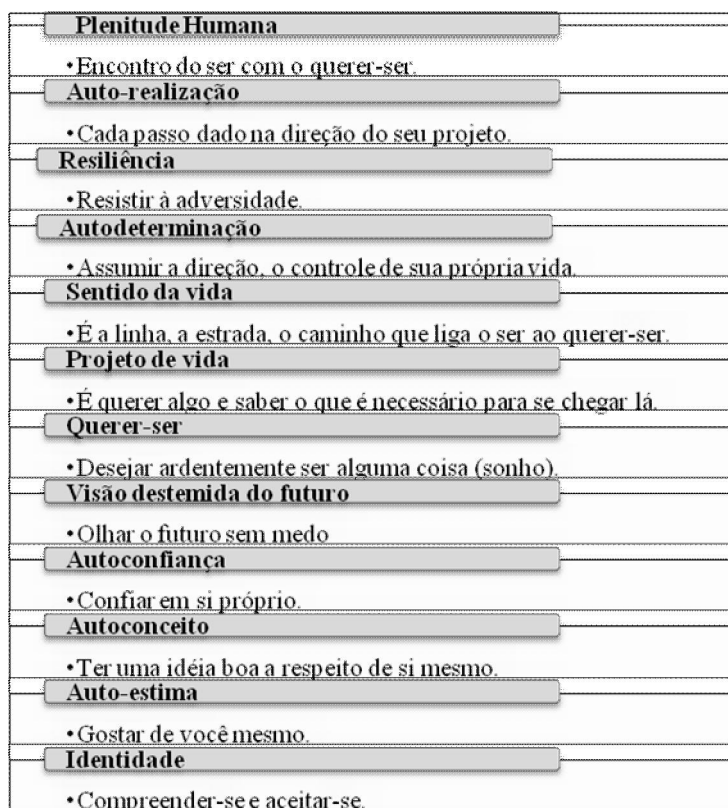 Plenitude Humana
•Encontro do ser com o querer-ser.
Auto-realização
•Cada passo dado na direção do seu projeto.
Resiliência
•Resistir à adversidade.
Autodeterminação
•Assumir a direção, o controle de sua própria vida.
Sentido da vida
•É a linha, a estrada, o caminho que liga o ser ao querer-ser.
Projeto de vida
•É querer algo e saber o que é necessário para se chegar lá.
Querer-ser
•Desejar ardentemente ser alguma coisa (sonho).
Visão destemida do futuro
•Olhar o futuro sem medo
Autoconfiança
•Confiar em si próprio.
Autoconceito
•Ter uma idéia boa a respeito de si mesmo.
Auto-estima
•Gostar de você mesmo.
Identidade
•Compreender-se e aceitar-se.